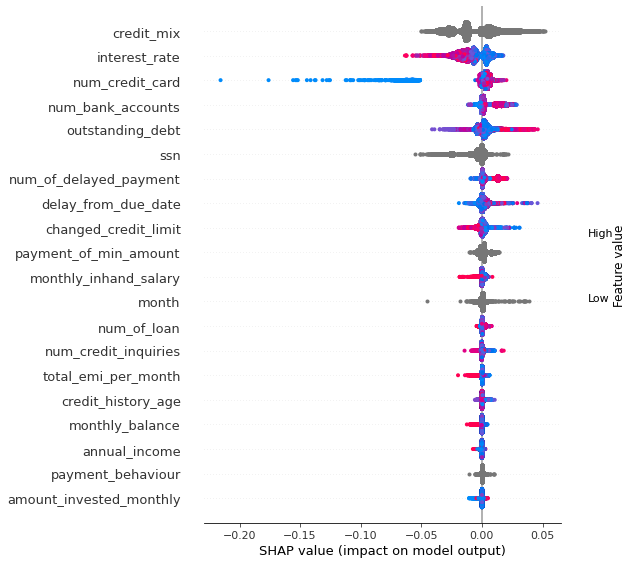 credit_mix
interest_rate
num_credit_card
num_bank_accounts
outstanding_debt
ssn
num_of_delayed_payment
delay_from_due_date
changed_credit_limit
payment_of_min_amount
monthly_inhand_salary
month
num_of_loan
num_credit_inquiries
total_emi_per_month
credit_history_age
monthly_balance
annual_income
payment_behaviour
amount_invested_monthly
−0.20 −0.15 −0.10 −0.05 0.00 0.05
SHAP value (impact on model output)
High
Low
Feature value